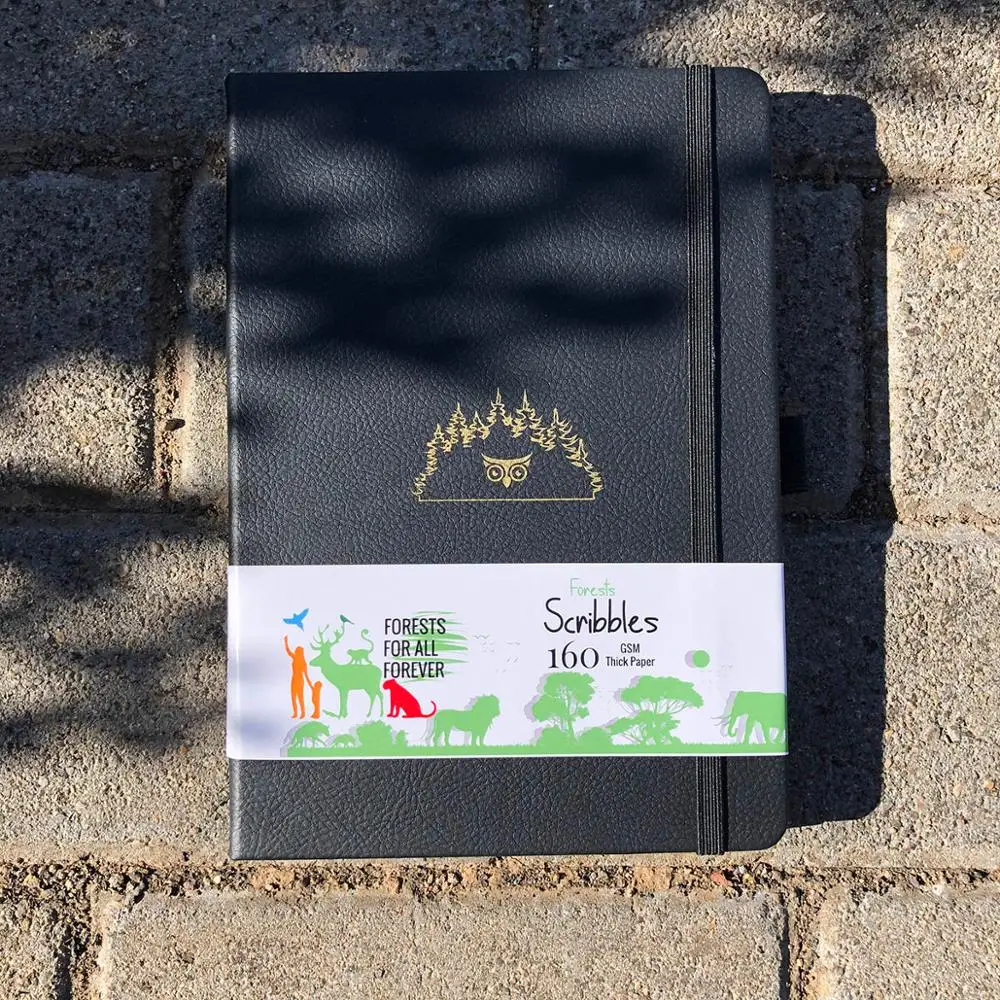 FORESTS
FOR ALL
FOREVER
Forests
Scribbles
160 GSM
Thick Paper